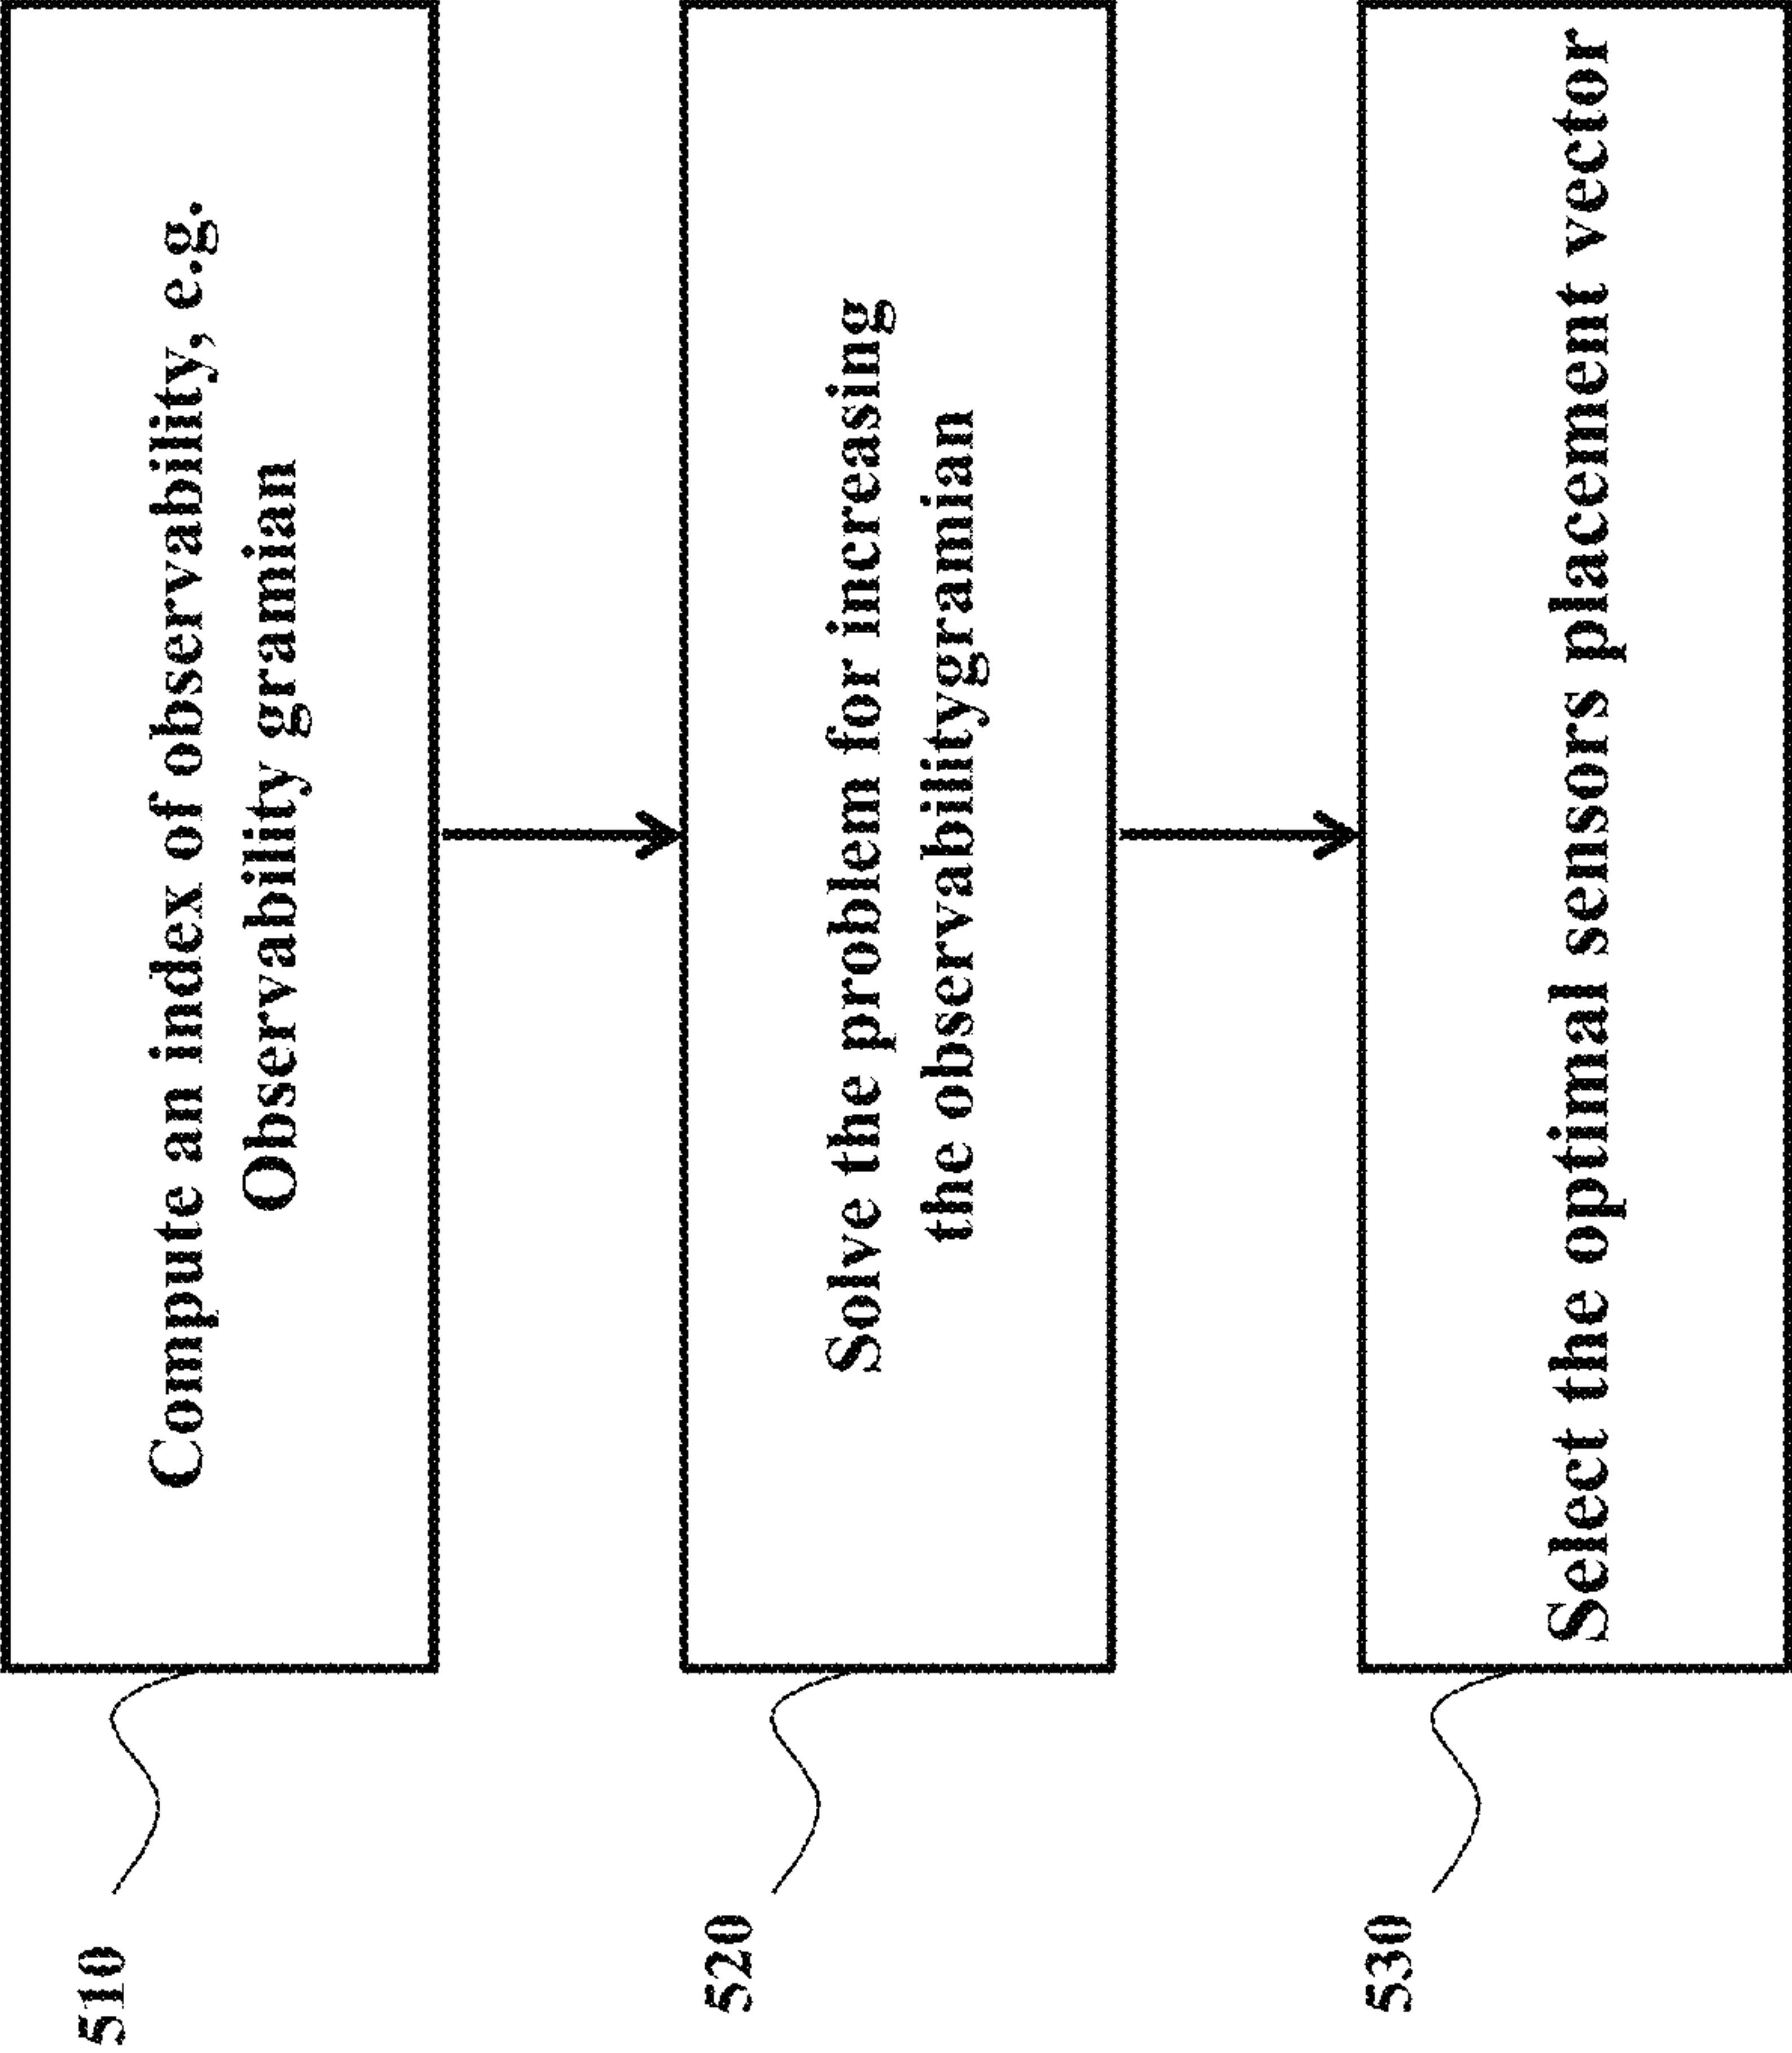 510
Compute an index of observability, e.g.
Observability gramian
520
Solve the problem for increasing
the observabilitygramian
530
Select the optimal sensors placement vector